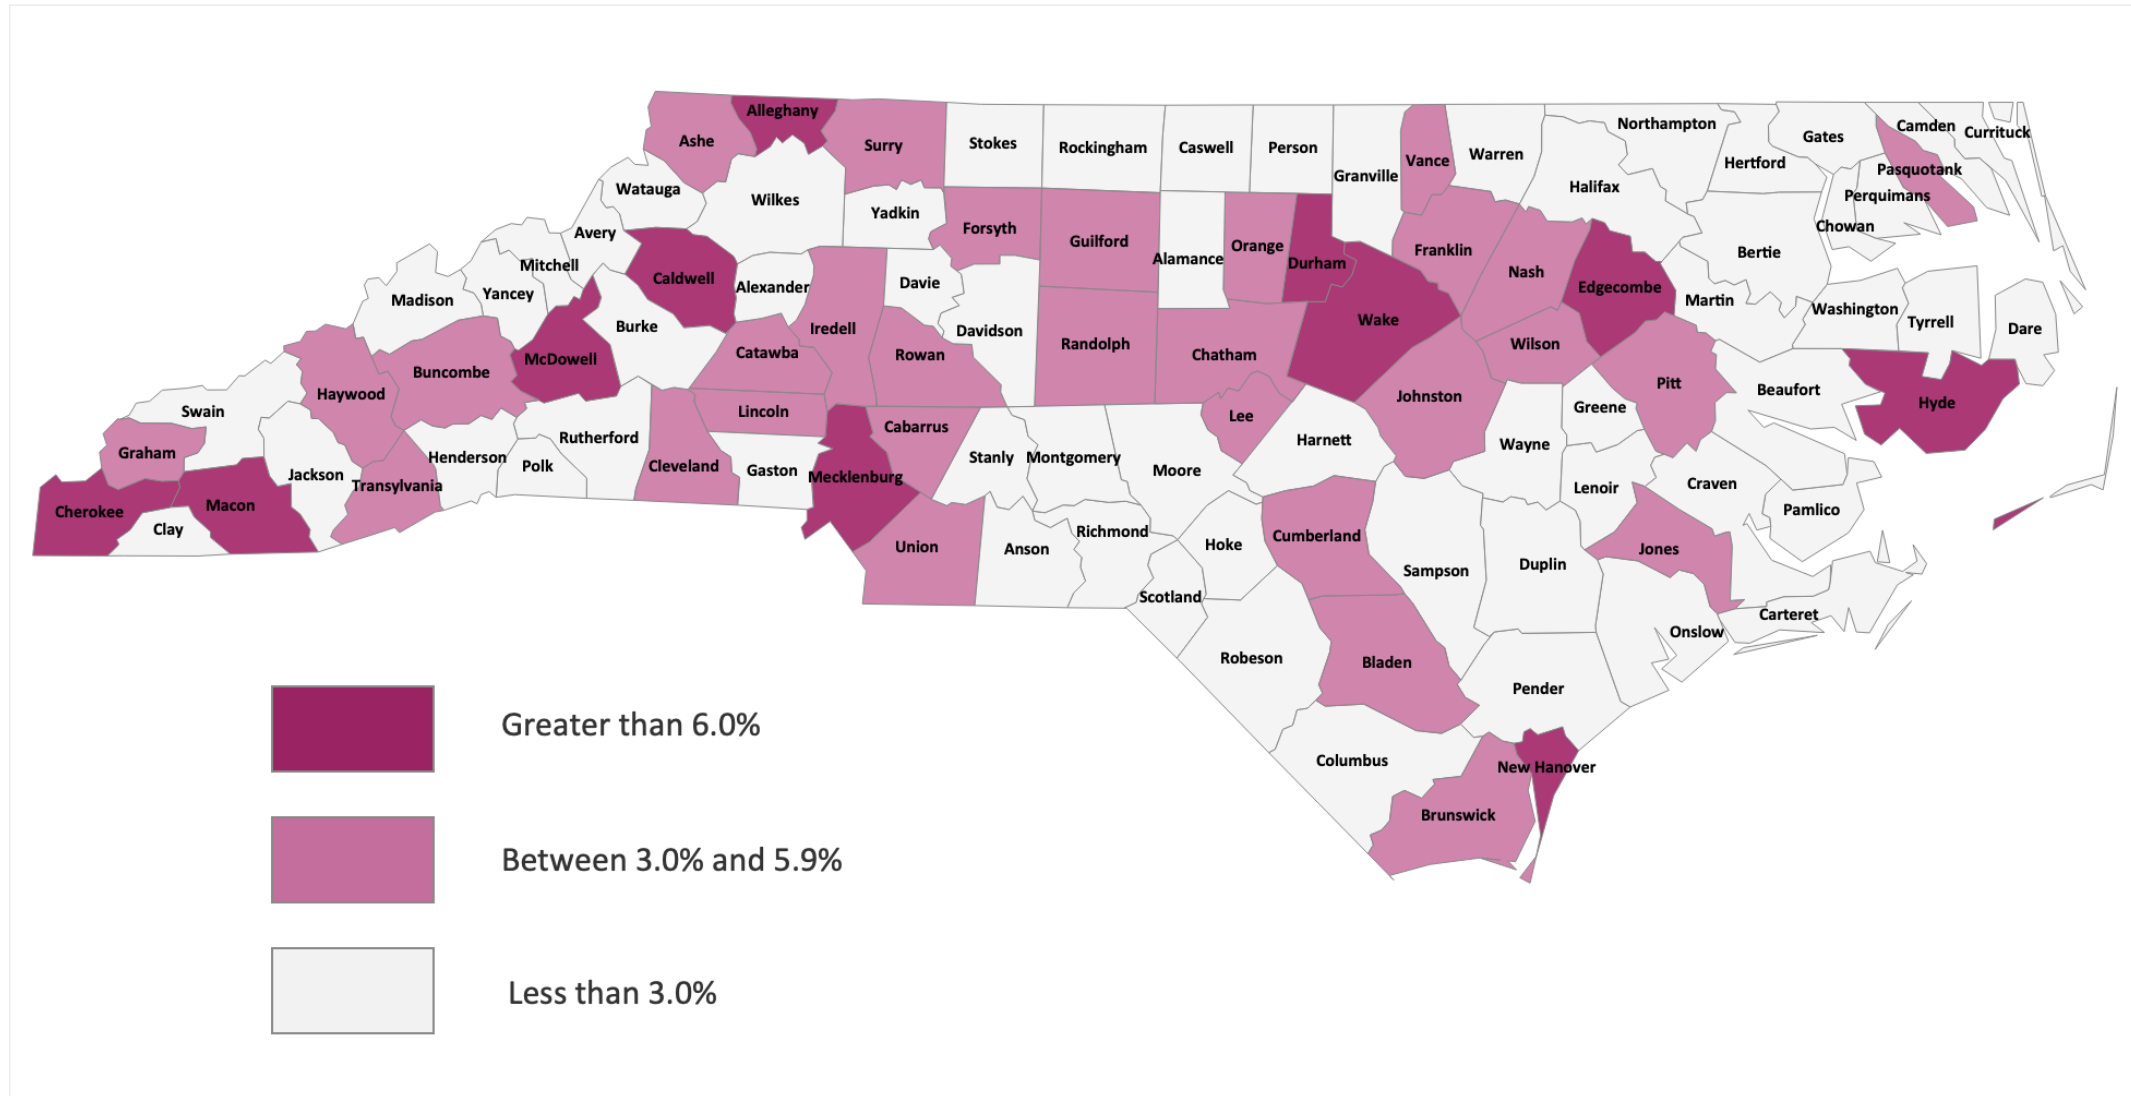 Alleghany
Ashe
Surry
Stokes
Rockingham
Caswell
Person
Granville
Vance
Warren
Northampton
Halifax
Hertford
Gates
Camden
Currituck
Pasquotank
Perquimans
Chowan
Watauga
Wilkes
Yadkin
Forsyth
Guilford
Alamance
Orange
Durham
Franklin
Nash
Edgecombe
Bertie
Martin
Washington
Tyrrell
Dare
Avery
Mitchell
Yancey
Madison
Caldwell
Alexander
Iredell
Davie
Davidson
Burke
McDowell
Buncombe
Haywood
Catawba
Rowan
Randolph
Chatham
Wake
Wilson
Pitt
Beaufort
Hyde
Swain
Graham
Cherokee
Macon
Clay
Jackson
Transylvania
Henderson
Polk
Rutherford
Cleveland
Lincoln
Gaston
Mecklenburg
Cabarrus
Stanly
Montgomery
Moore
Lee
Harnett
Johnston
Wayne
Greene
Lenoir
Craven
Pamlico
Union
Anson
Richmond
Hoke
Scotland
Cumberland
Sampson
Duplin
Jones
Carteret
Onslow
Robeson
Bladen
Pender
Columbus
Brunswick
New Hanover
Greater than 6.0%
Between 3.0% and 5.9%
Less than 3.0%